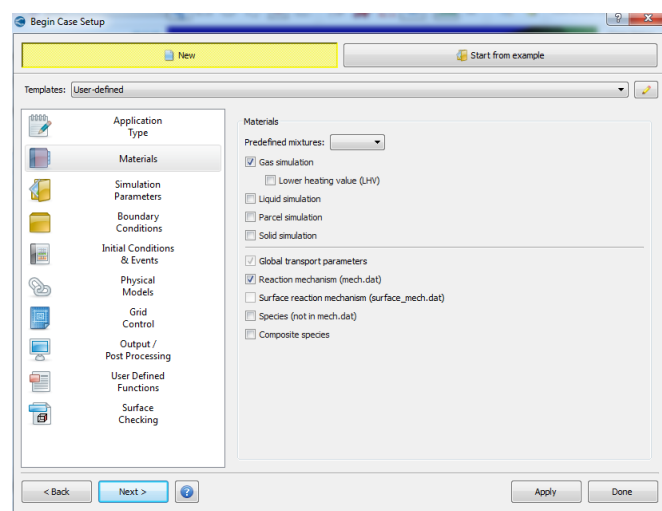 Begin Case Setup
New
Start from example
Templates: User-defined
Application
Type
Materials
Simulation
Parameters
Boundary
Conditions
Initial Conditions
& Events
Physical
Models
Grid
Control
Output /
Post Processing
User Defined
Functions
Surface
Checking
Materials
Predefined mixtures:
Gas simulation
Lower heating value (LHV)
Liquid simulation
Parcel simulation
Solid simulation
Global transport parameters
Reaction mechanism (mech.dat)
Surface reaction mechanism (surface_mech.dat)
Species (not in mech.dat)
Composite species
< Back
Next >
?
Apply
Done